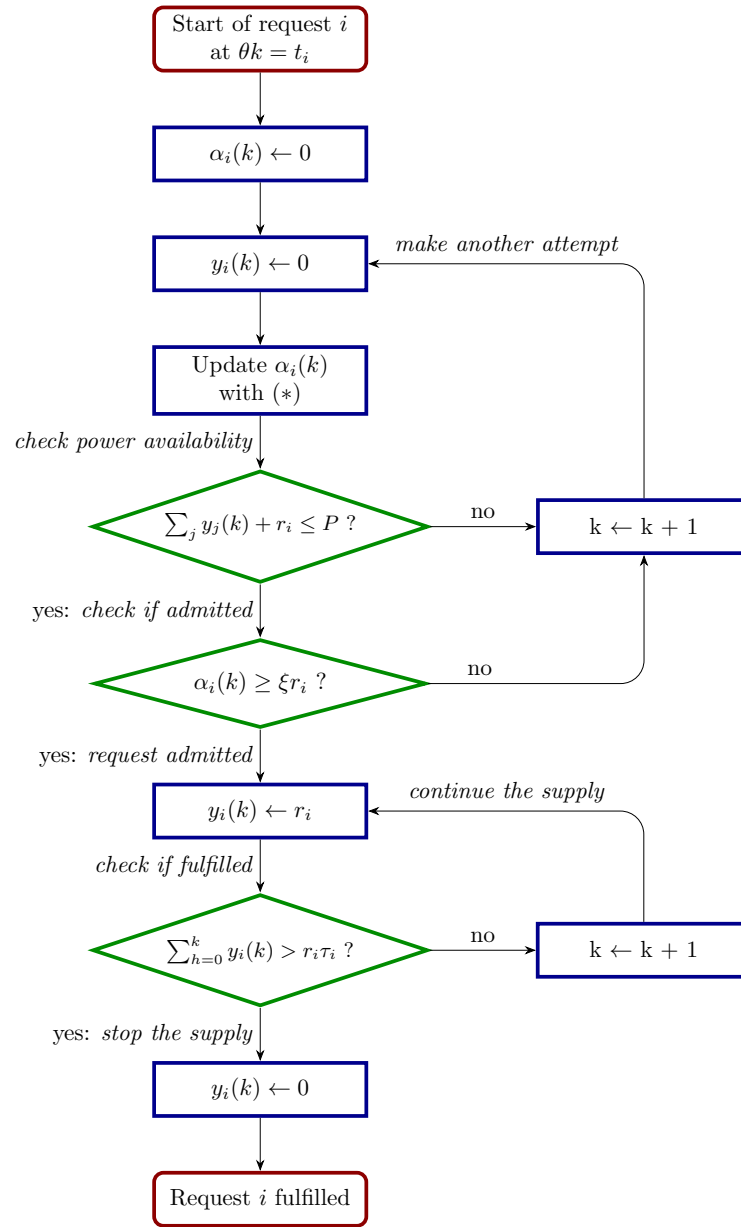 Start of request i
at θk = t_i
α_i(k) ← 0
make another attempt
y_i(k) ← 0
Update α_i(k)
with (∗)
check power availability
∑_j y_j(k) + r_i ≤ P ?
no
k ← k + 1
yes: check if admitted
α_i(k) ≥ ξr_i ?
no
yes: request admitted
continue the supply
y_i(k) ← r_i
check if fulfilled
∑_{h=0}^{k} y_i(k) > r_iτ_i ?
no
k ← k + 1
yes: stop the supply
y_i(k) ← 0
Request i fulfilled